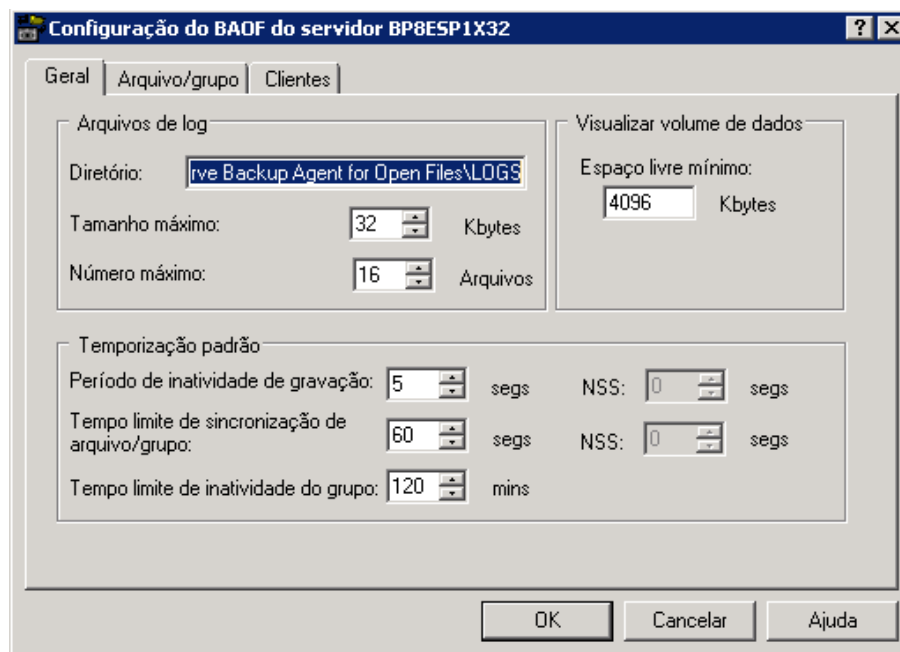 Configuração do BAOF do servidor BP8ESP1X32
Geral Arquivo/grupo Clientes
Arquivos de log
Diretório: rve Backup Agent for Open Files\LOGS
Tamanho máximo: 32 Kbytes
Número máximo: 16 Arquivos
Visualizar volume de dados
Espaço livre mínimo:
4096 Kbytes
Temporização padrão
Período de inatividade de gravação: 5 segs NSS: 0 segs
Tempo limite de sincronização de
arquivo/grupo: 60 segs NSS: 0 segs
Tempo limite de inatividade do grupo: 120 mins
OK Cancelar Ajuda